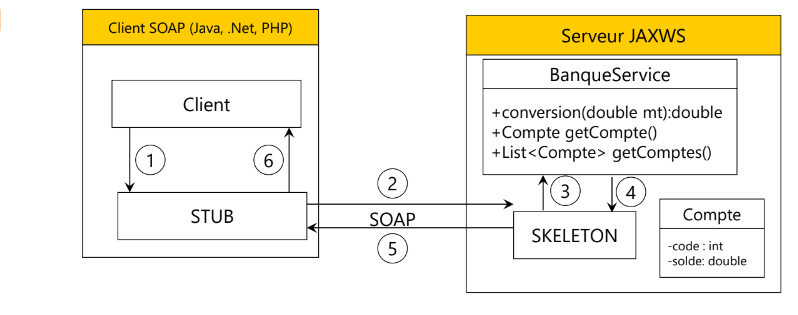 Client SOAP (Java, .Net, PHP)
Client
1
6
STUB
2
SOAP
5
Serveur JAXWS
BanqueService
+conversion(double mt):double
+Compte getCompte()
+List<Compte> getComptes()
3
4
SKELETON
Compte
-code : int
-solde: double